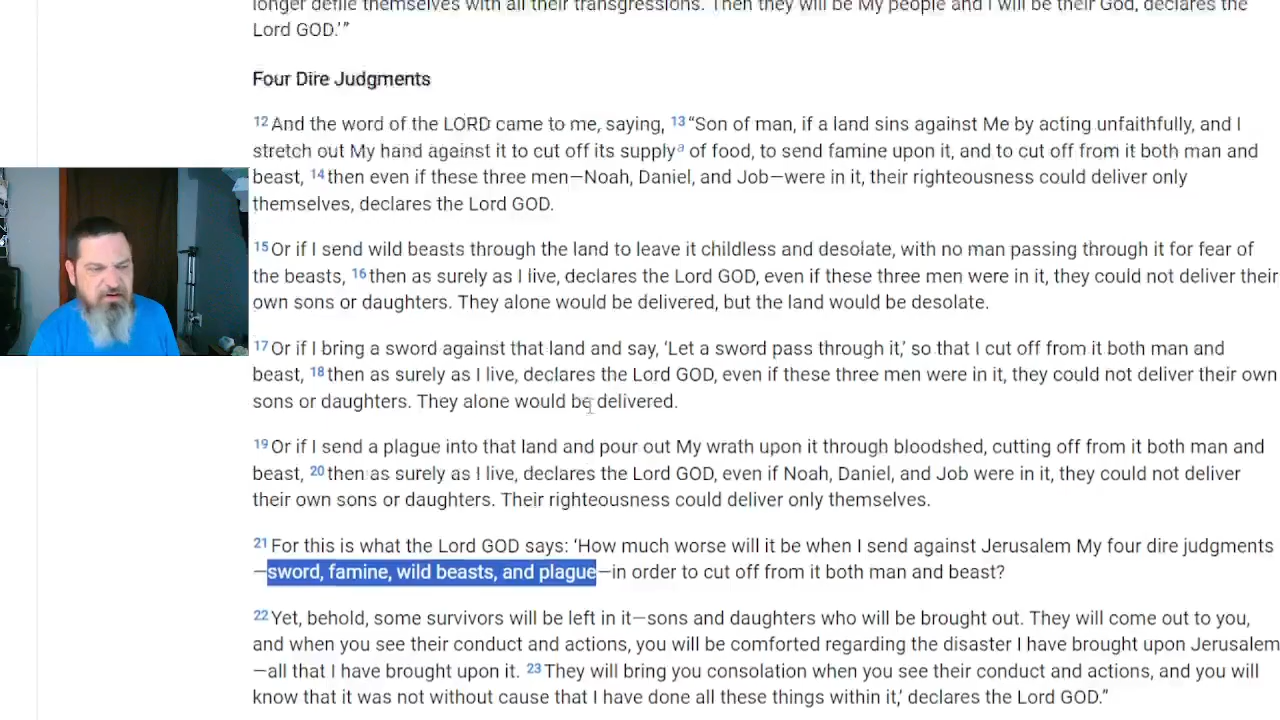 longer defile themselves with all their transgressions. Then they will be My people and I will be their God, declares the
Lord GOD.’”
Four Dire Judgments
12 And the word of the LORD came to me, saying, 13 “Son of man, if a land sins against Me by acting unfaithfully, and I
stretch out My hand against it to cut off its supply a of food, to send famine upon it, and to cut off from it both man and
beast, 14 then even if these three men—Noah, Daniel, and Job—were in it, their righteousness could deliver only
themselves, declares the Lord GOD.
15 Or if I send wild beasts through the land to leave it childless and desolate, with no man passing through it for fear of
the beasts, 16 then as surely as I live, declares the Lord GOD, even if these three men were in it, they could not deliver their
own sons or daughters. They alone would be delivered, but the land would be desolate.
17 Or if I bring a sword against that land and say, ‘Let a sword pass through it,’ so that I cut off from it both man and
beast, 18 then as surely as I live, declares the Lord GOD, even if these three men were in it, they could not deliver their own
sons or daughters. They alone would be delivered.
19 Or if I send a plague into that land and pour out My wrath upon it through bloodshed, cutting off from it both man and
beast, 20 then as surely as I live, declares the Lord GOD, even if Noah, Daniel, and Job were in it, they could not deliver
their own sons or daughters. Their righteousness could deliver only themselves.
21 For this is what the Lord GOD says: ‘How much worse will it be when I send against Jerusalem My four dire judgments
—sword, famine, wild beasts, and plague—in order to cut off from it both man and beast?
22 Yet, behold, some survivors will be left in it—sons and daughters who will be brought out. They will come out to you,
and when you see their conduct and actions, you will be comforted regarding the disaster I have brought upon Jerusalem
—all that I have brought upon it. 23 They will bring you consolation when you see their conduct and actions, and you will
know that it was not without cause that I have done all these things within it,’ declares the Lord GOD.”